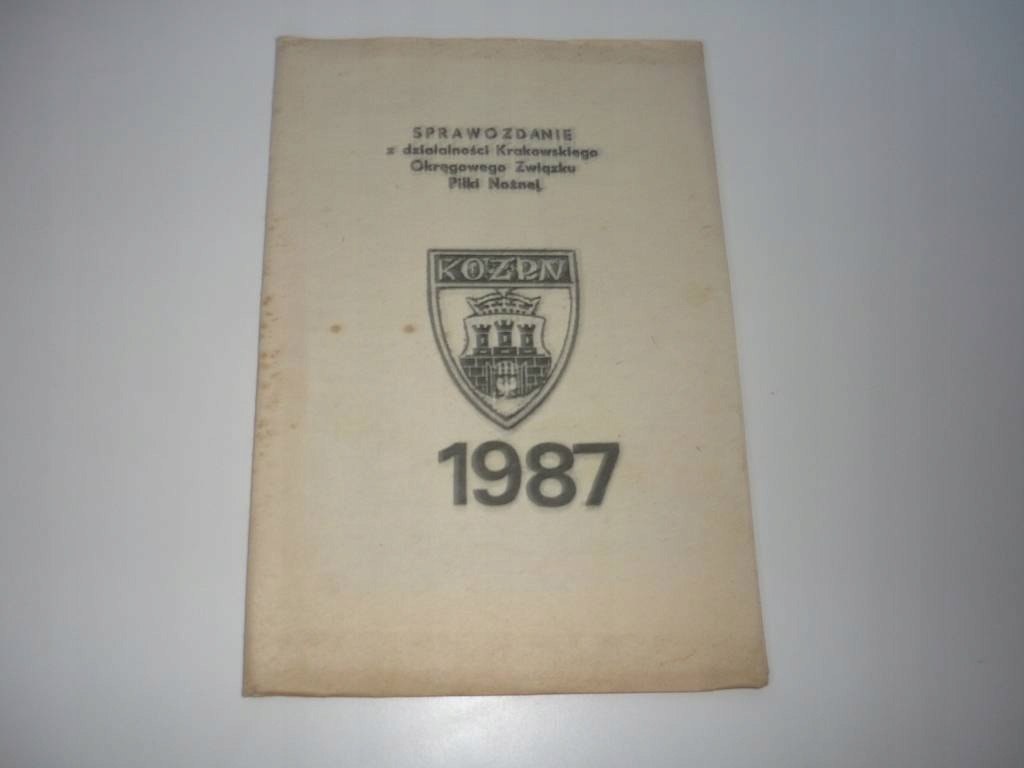 SPRAWOZDANIE
z działalności Krakowskiego
Okręgowego Związku
Piłki Nożnej
KOZPN
1987